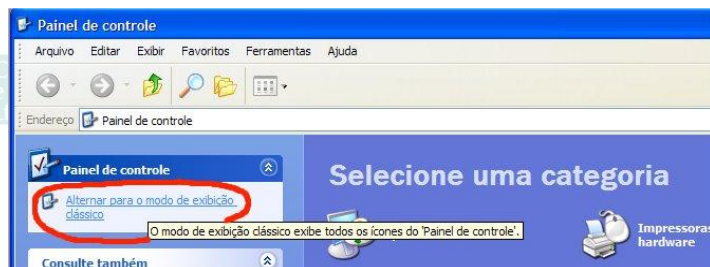 Painel de controle
Arquivo Editar Exibir Favoritos Ferramentas Ajuda
Endereço Painel de controle
Painel de controle
Alternar para o modo de exibição
clássico
Selecione uma categoria
O modo de exibição clássico exibe todos os ícones do 'Painel de controle'.
Impressoras
hardware
Consulte também